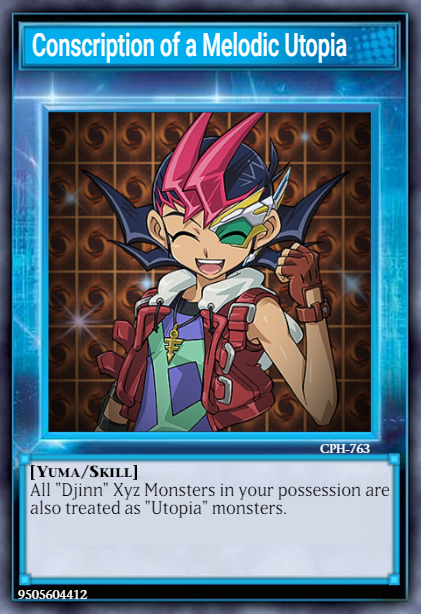 Conscription of a Melodic Utopia
CPH-763
[YUMA/SKILL]
All "Djinn" Xyz Monsters in your possession are
also treated as "Utopia" monsters.
9505604412